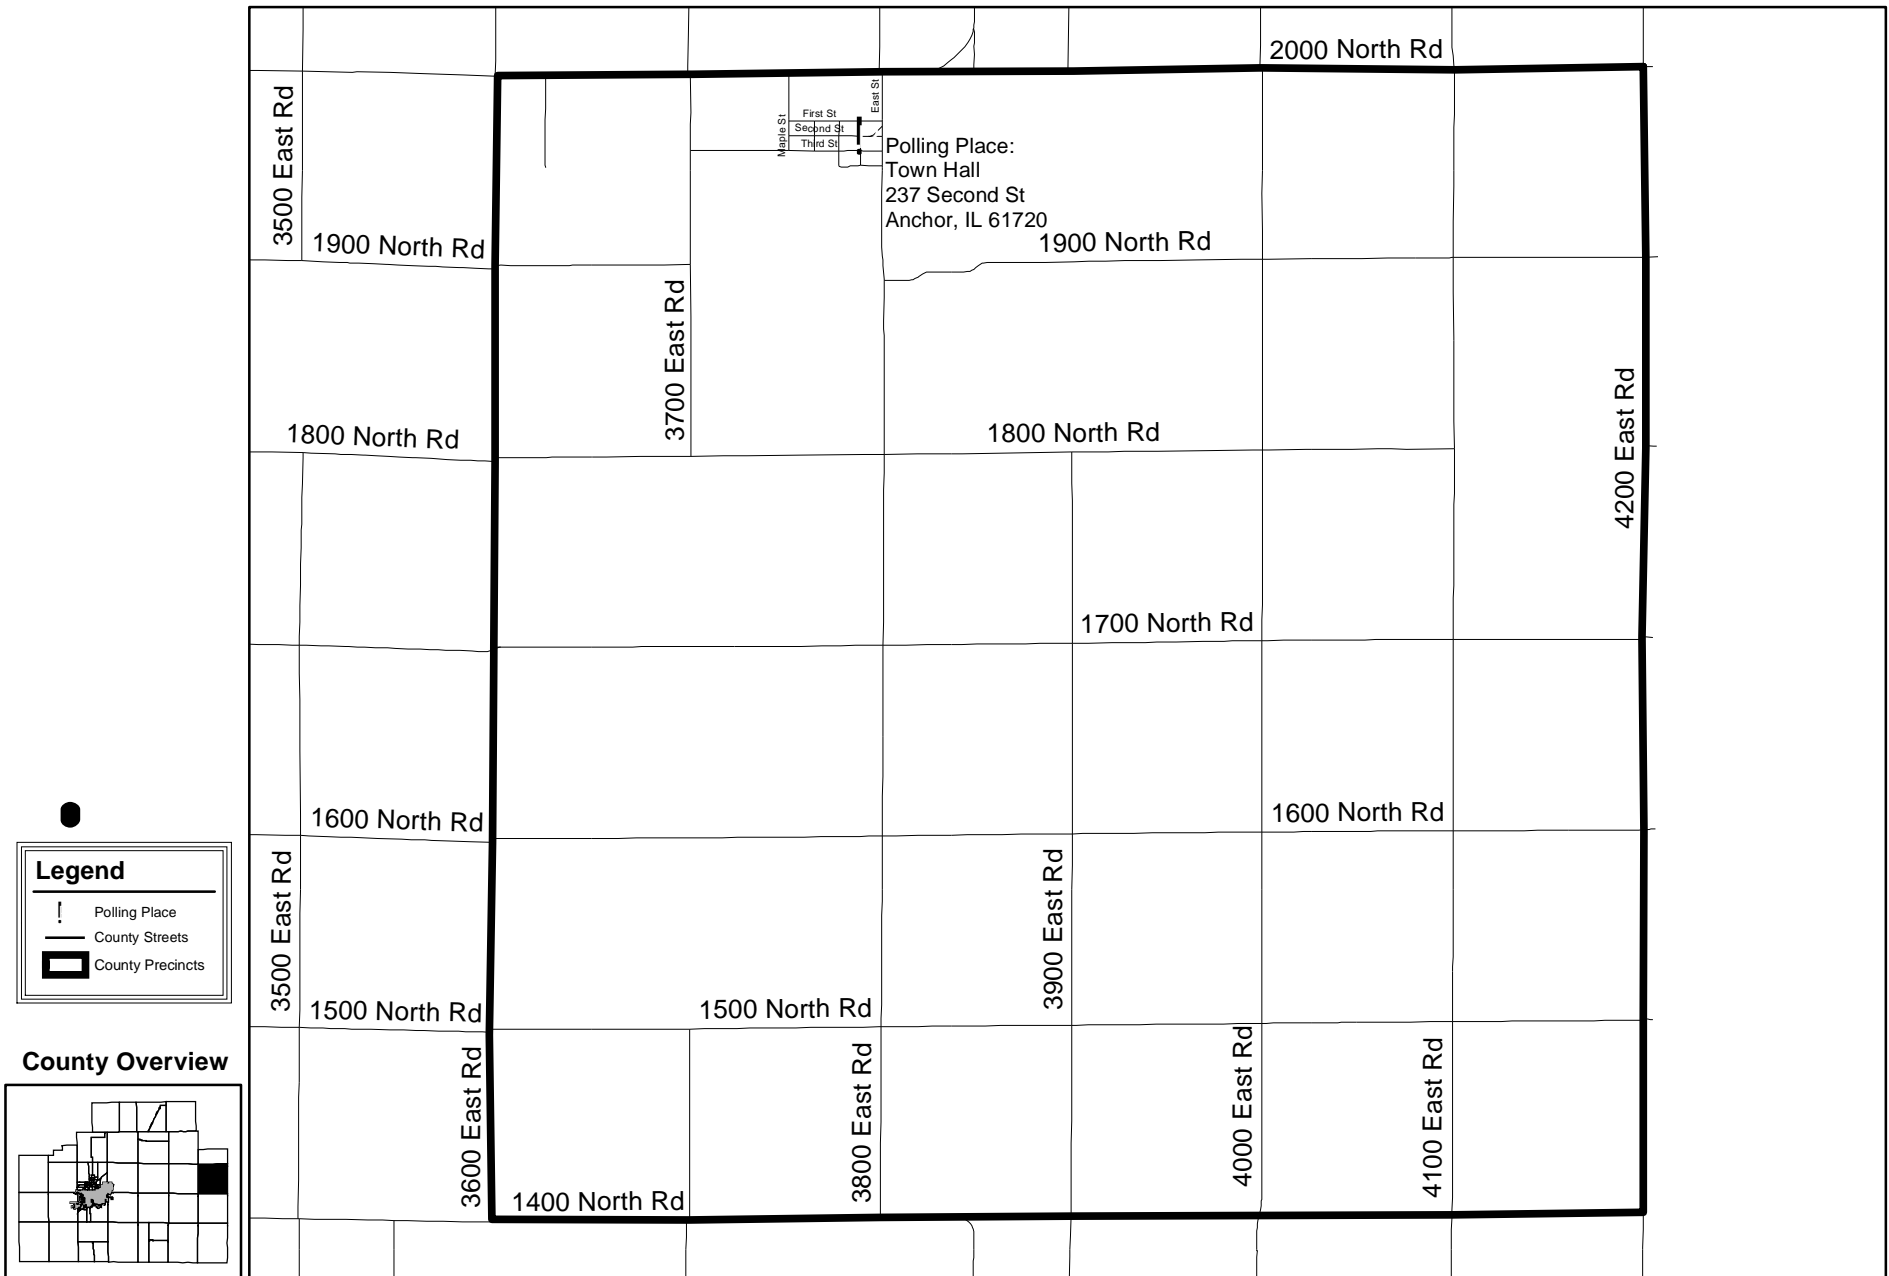 2000 North Rd
3500 East Rd
East St
First St
Maple St
Second St
Third St
Polling Place:
Town Hall
237 Second St
Anchor, IL 61720
1900 North Rd
1900 North Rd
3700 East Rd
4200 East Rd
1800 North Rd
1800 North Rd
1700 North Rd
1600 North Rd
1600 North Rd
Legend
Polling Place
County Streets
County Precincts
3500 East Rd
3900 East Rd
1500 North Rd
1500 North Rd
County Overview
3600 East Rd
3800 East Rd
4000 East Rd
4100 East Rd
1400 North Rd